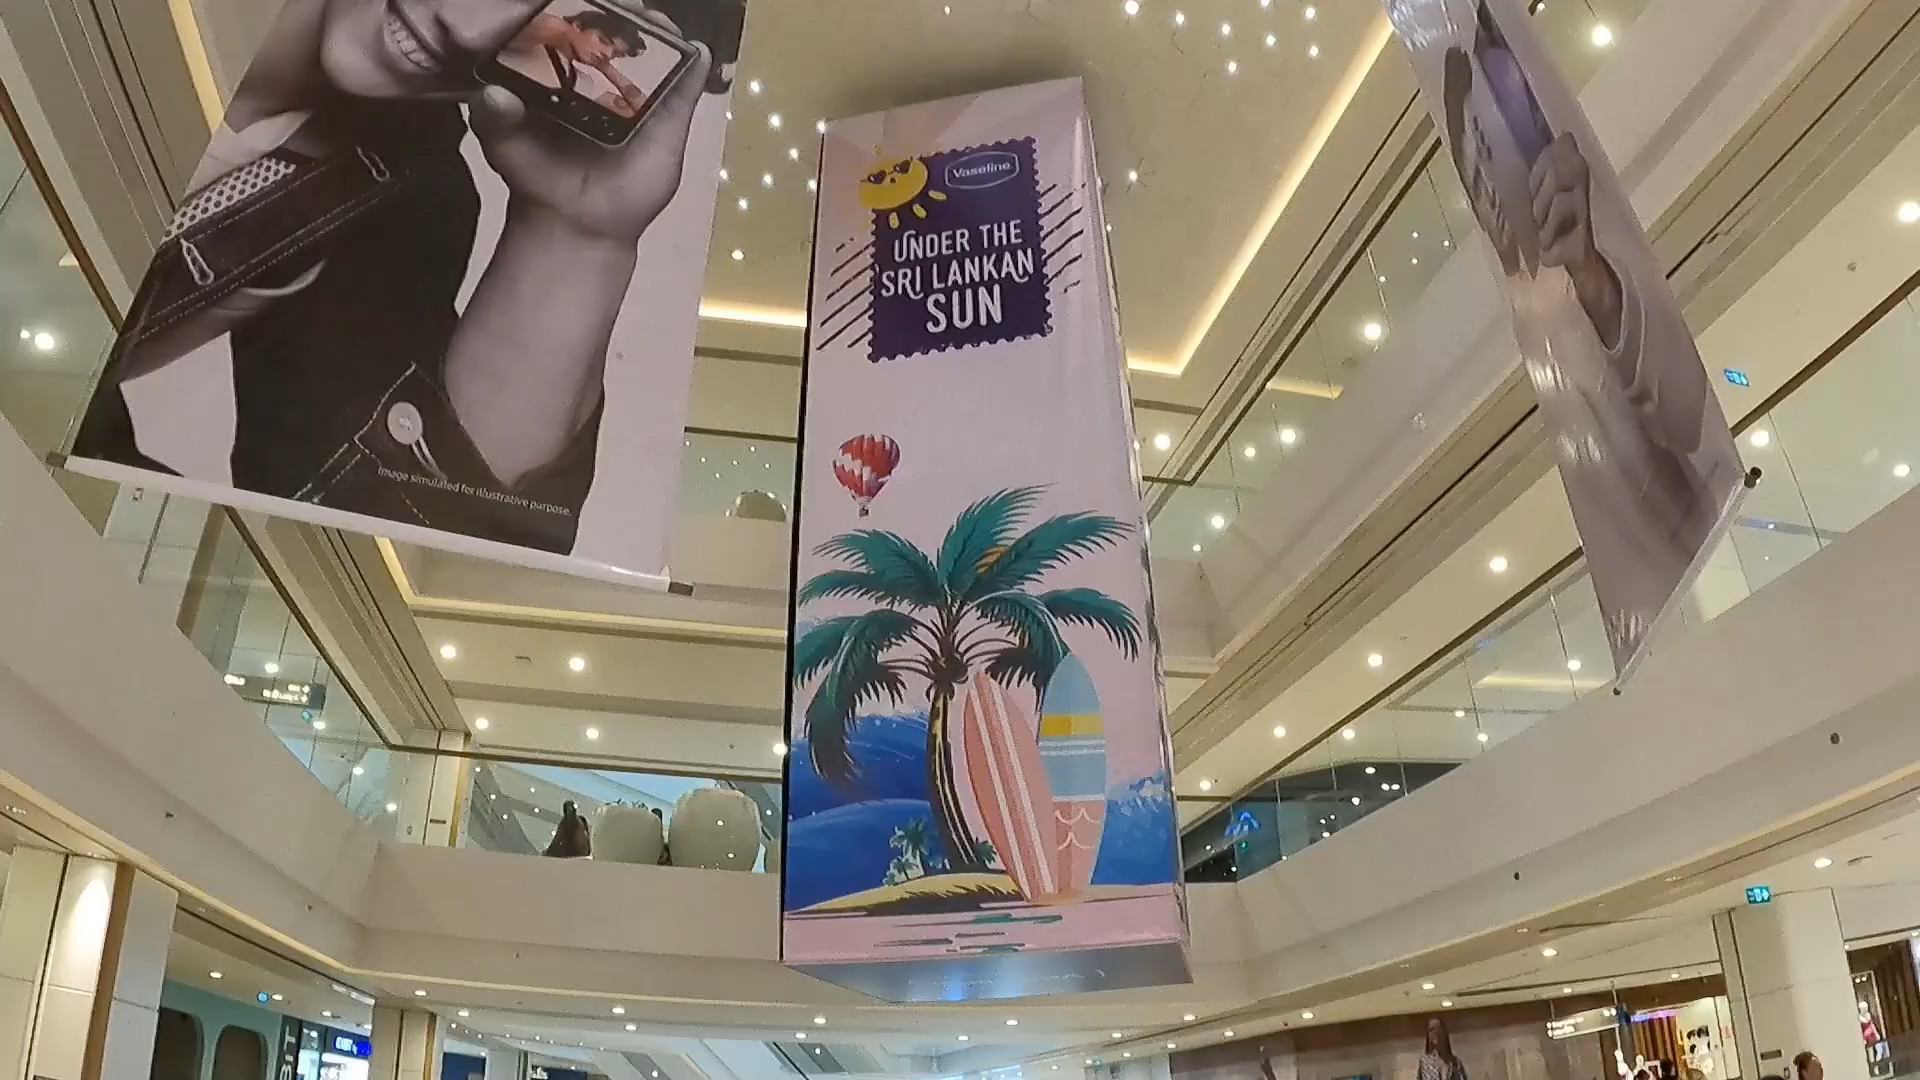 Vaseline
UNDER THE
SRI LANKAN
SUN
Image simulated for illustrative purpose.